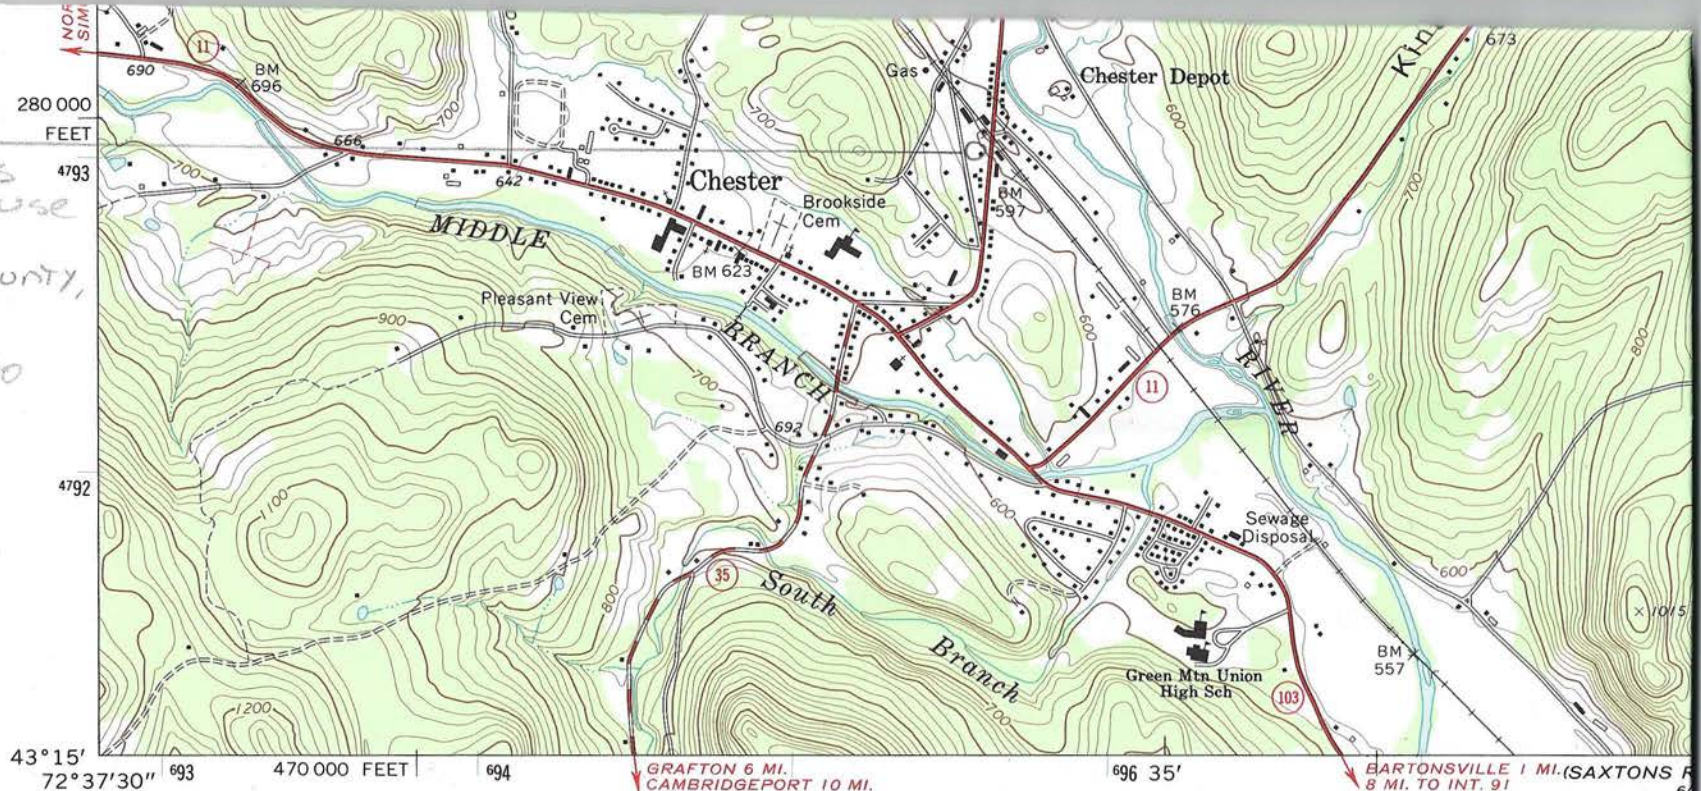 11
690
BM
696
700
280 000
FEET
666
4793
700
642
Chester
Brookside
Cem
700
Gas
Chester Depot
Kin
673
600
700
BM
597
MIDDLE
BM 623
Pleasant View
Cem
900
BRANCH
700
692
600
BM
576
11
RIVER
800
4792
1100
600
Sewage
Disposal
600
35
South
Branch
800
1015
BM
557
Green Mtn Union
High Sch
103
700
1200
43°15'
72°37'30"
693
470 000 FEET
694
GRAFTON 6 MI.
CAMBRIDGEPORT 10 MI.
696
35'
BARTONSVILLE 1 MI.
8 MI. TO INT. 91
(SAXTONS R